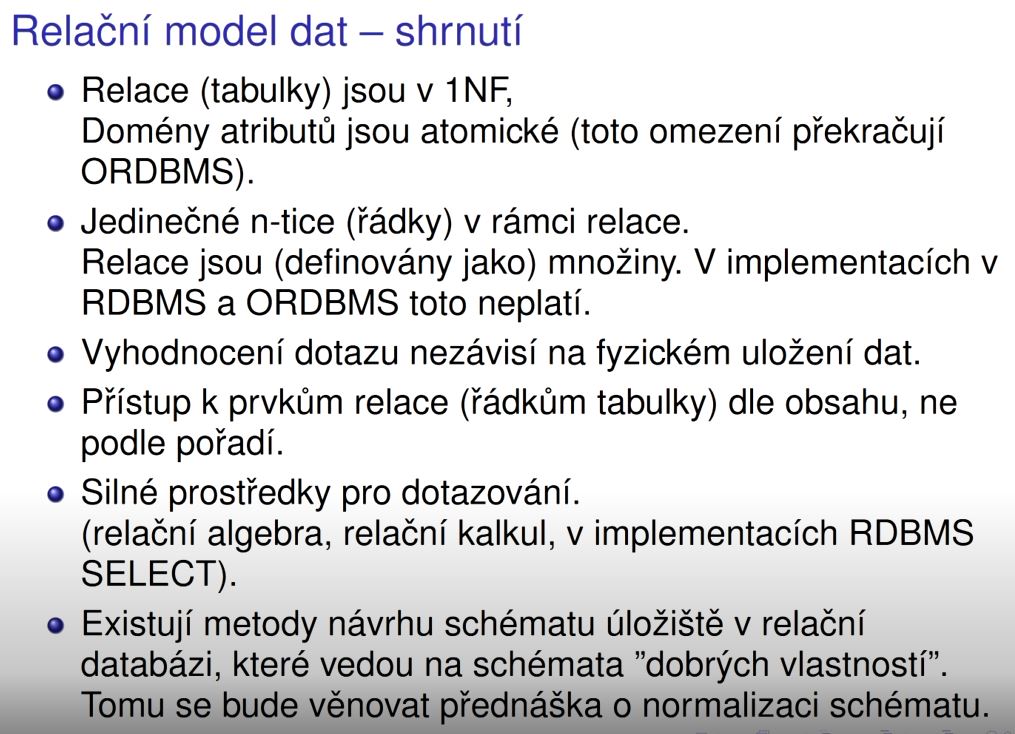 Relační model dat – shrnutí
Relace (tabulky) jsou v 1NF,
Domény atributů jsou atomické (toto omezení překračují
ORDBMS).
Jedinečné n-tice (řádky) v rámci relace.
Relace jsou (definovány jako) množiny. V implementacích v
RDBMS a ORDBMS toto neplatí.
Vyhodnocení dotazu nezávisí na fyzickém uložení dat.
Přístup k prvkům relace (řádkům tabulky) dle obsahu, ne
podle pořadí.
Silné prostředky pro dotazování.
(relační algebra, relační kalkul, v implementacích RDBMS
SELECT).
Existují metody návrhu schématu úložiště v relační
databázi, které vedou na schémata ”dobrých vlastností”.
Tomu se bude věnovat přednáška o normalizaci schématu.